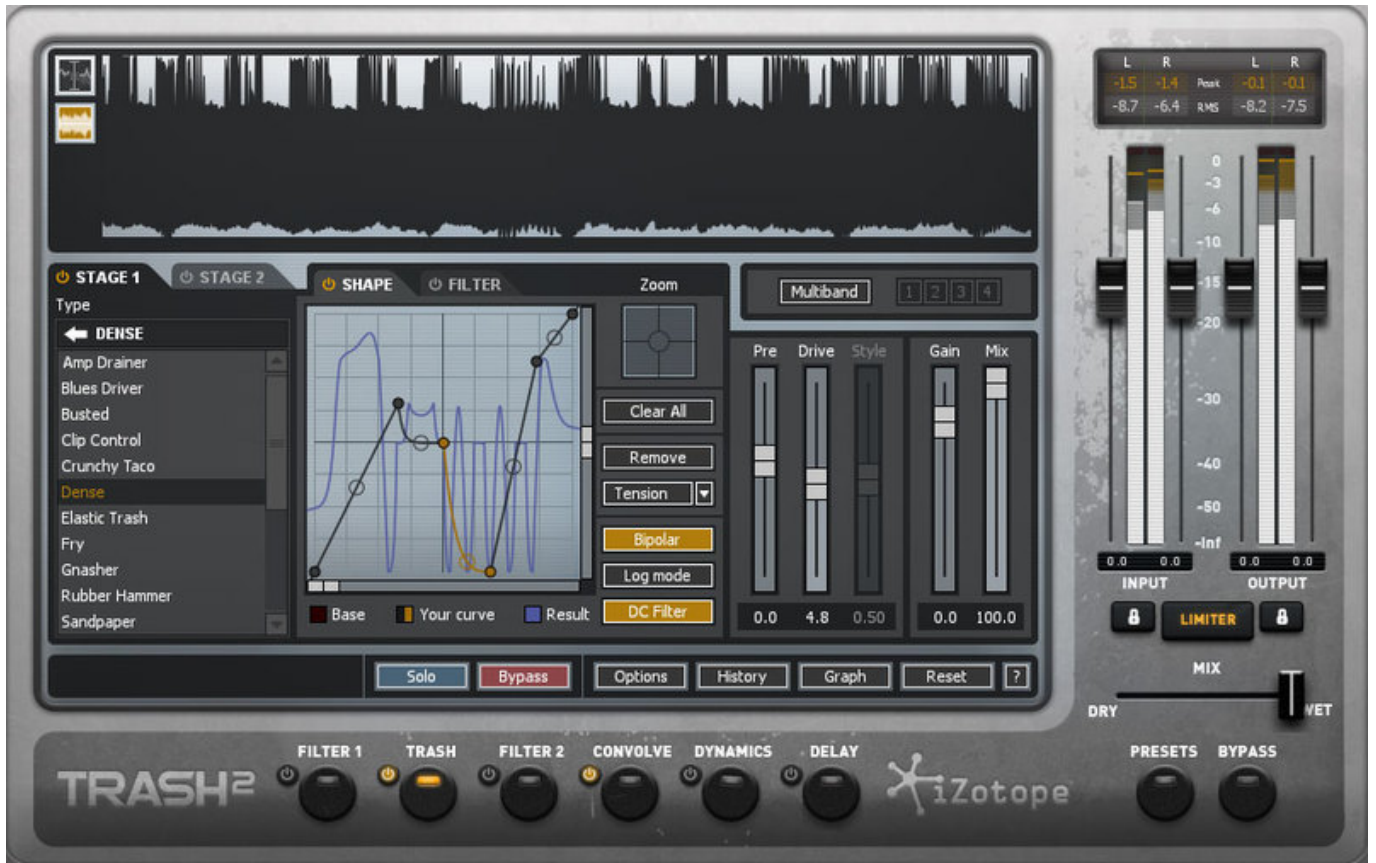 L R L R
-1.5 -1.4 Peak -0.1 -0.1
-8.7 -6.4 RMS -8.2 -7.5
0
-3
-6
-10
-15
-20
-30
-40
-50
-Inf
0.0 0.0 0.0 0.0
INPUT OUTPUT
LIMITER
MIX
DRY WET
STAGE 1 STAGE 2
Type
DENSE
Amp Drainer
Blues Driver
Busted
Clip Control
Crunchy Taco
Dense
Elastic Trash
Fry
Gnasher
Rubber Hammer
Sandpaper
SHAPE FILTER
Zoom
Clear All
Remove
Tension
Bipolar
Log mode
DC Filter
Base Your curve Result
Multiband 1 2 3 4
Pre Drive Style Gain Mix
0.0 4.8 0.50 0.0 100.0
Solo Bypass Options History Graph Reset ?
FILTER 1 TRASH FILTER 2 CONVOLVE DYNAMICS DELAY
TRASH2 iZotope
PRESETS BYPASS